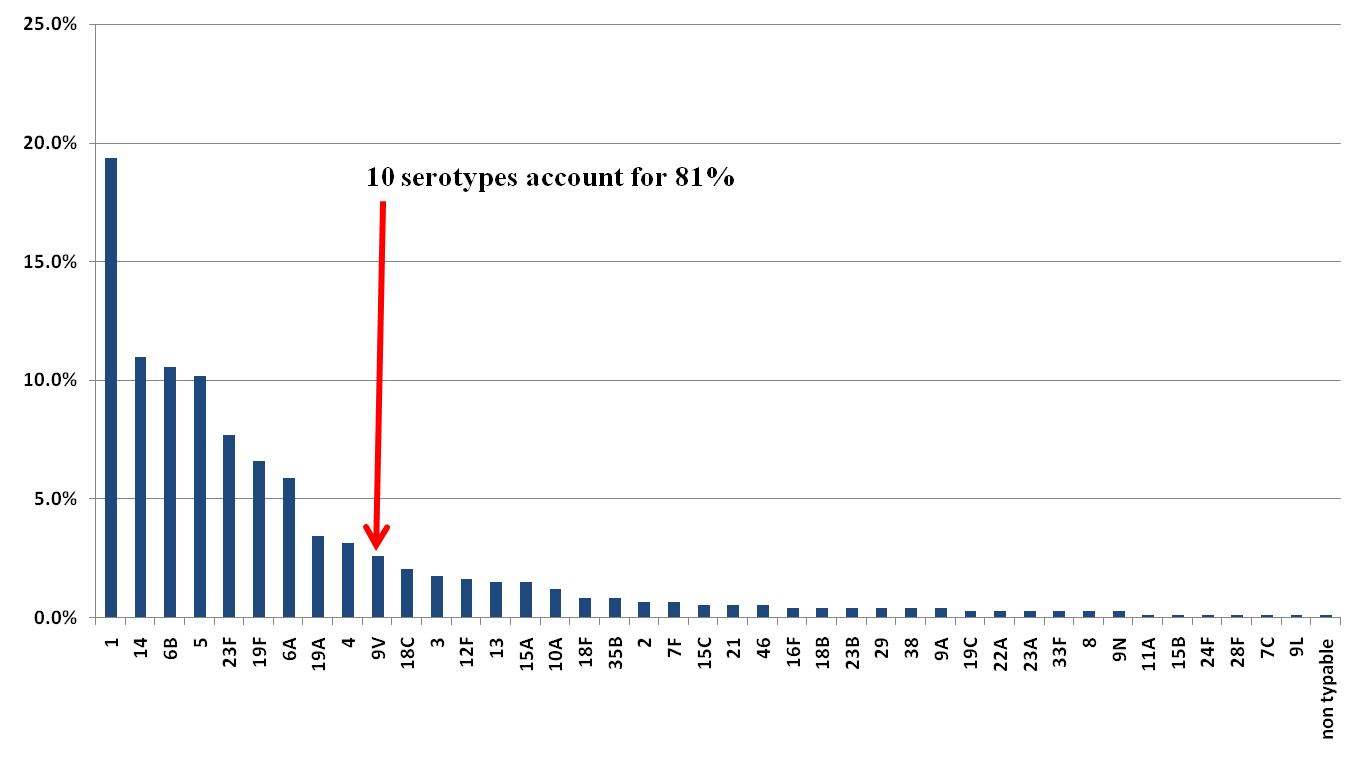 25.0%
20.0%
10 serotypes account for 81%
15.0%
10.0%
5.0%
0.0%
1
14
6B
5
23F
19F
6A
19A
4
9V
18C
3
12F
13
15A
10A
18F
35B
2
7F
15C
21
46
16F
18B
23B
29
38
9A
19C
22A
23A
33F
8
9N
11A
15B
24F
28F
7C
9L
non typable